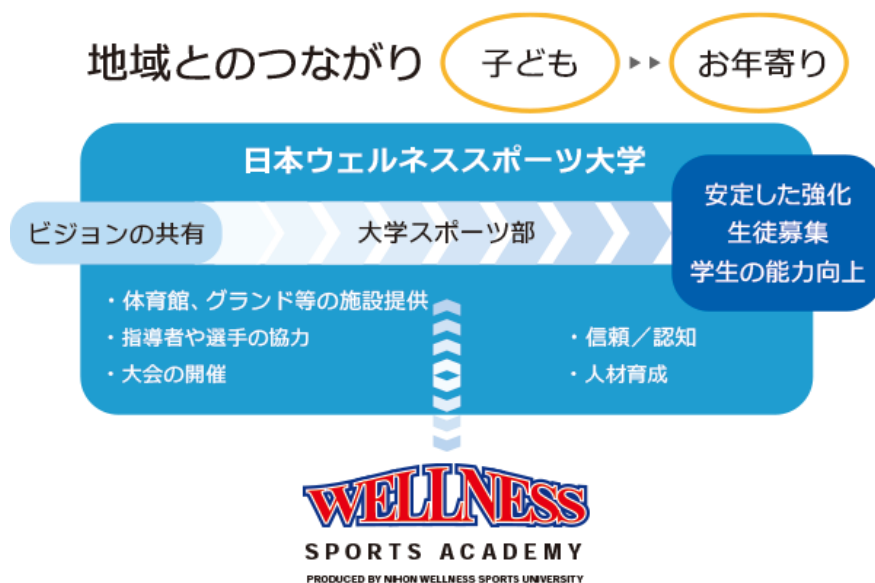 地域とのつながり 子ども ▸▸ お年寄り
日本ウェルネススポーツ大学
ビジョンの共有
大学スポーツ部
安定した強化
生徒募集
学生の能力向上
・体育館、グランド等の施設提供
・指導者や選手の協力
・大会の開催
・信頼／認知
・人材育成
WELLNESS
SPORTS ACADEMY
PRODUCED BY NIHON WELLNESS SPORTS UNIVERSITY